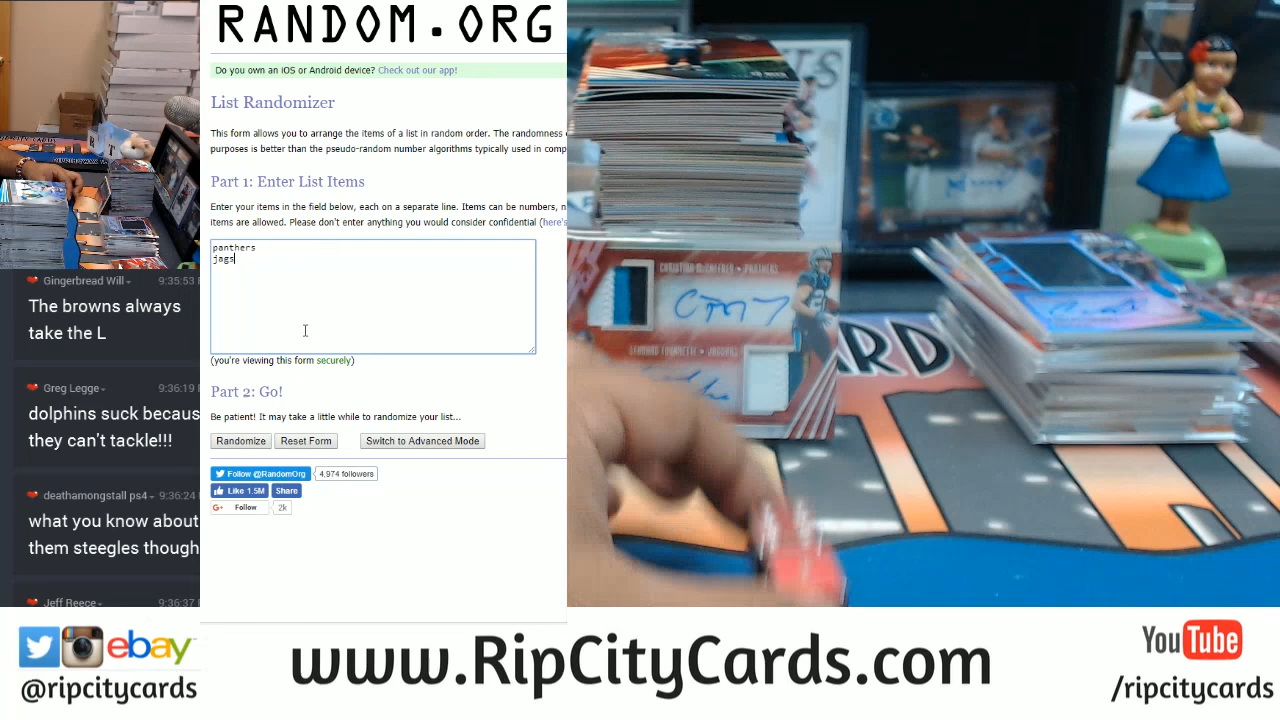 RANDOM.ORG
Do you own an iOS or Android device? Check out our app!
List Randomizer
This form allows you to arrange the items of a list in random order. The randomness
purposes is better than the pseudo-random number algorithms typically used in comp
Part 1: Enter List Items
Enter your items in the field below, each on a separate line. Items can be numbers, n
items are allowed. Please don't enter anything you would consider confidential (here's
panthers
jags
(you're viewing this form securely)
Part 2: Go!
Be patient! It may take a little while to randomize your list...
Randomize Reset Form Switch to Advanced Mode
Follow @RandomOrg 4,974 followers
Like 1.5M Share
G+ Follow 2k
Gingerbread Will 9:35:53
The browns always
take the L
Greg Legge 9:36:19
dolphins suck becaus
they can't tackle!!!
deathamongstall ps4 9:36:24
what you know about
them steegles though
Jeff Reece 9:36:37
CHRISTIAN McCAFFREY • PANTHERS
LEONARD FOURNETTE • JAGUARS
ARD
ebay
@ripcitycards
www.RipCityCards.com
YouTube
/ripcitycards